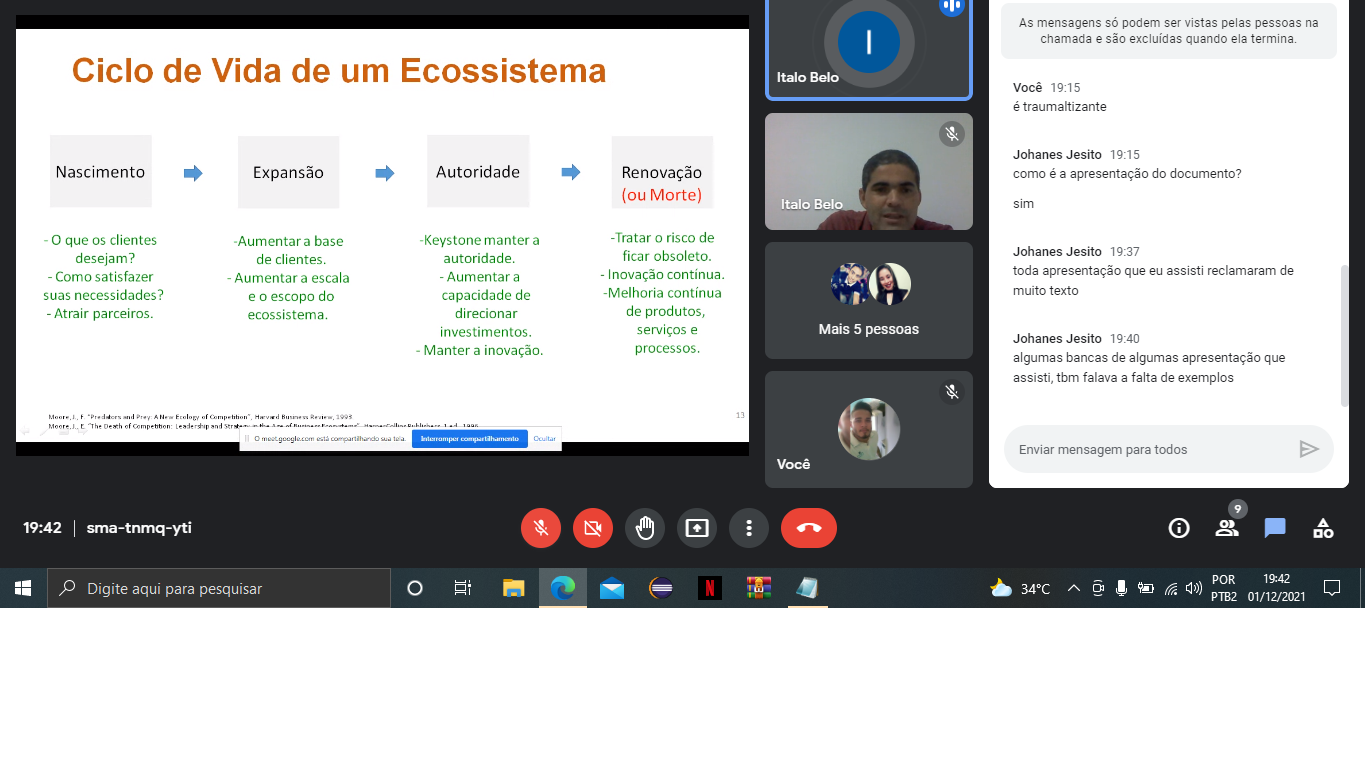 Ciclo de Vida de um Ecossistema
Nascimento
Expansão
Autoridade
Renovação
(ou Morte)
- O que os clientes
desejam?
- Como satisfazer
suas necessidades?
- Atrair parceiros.
-Aumentar a base
de clientes.
- Aumentar a escala
e o escopo do
ecossistema.
-Keystone manter a
autoridade.
- Aumentar a
capacidade de
direcionar
investimentos.
- Manter a inovação.
-Tratar o risco de
ficar obsoleto.
- Inovação contínua.
-Melhoria contínua
de produtos,
serviços e
processos.
Moore, J., F. "Predators and Prey: A New Ecology of Competition", Harvard Business Review, 1993.
Moore, J., E. "The Death of Competition: Leadership and Strategy in the Age of Business Ecosystems". HarperCollins Publishers, 1 ed., 1996.
13
O meet.google.com está compartilhando sua tela.
Interromper compartilhamento
Ocultar
I
Italo Belo
Italo Belo
Mais 5 pessoas
Você
As mensagens só podem ser vistas pelas pessoas na
chamada e são excluídas quando ela termina.
Você 19:15
é traumaltizante
Johanes Jesito 19:15
como é a apresentação do documento?
sim
Johanes Jesito 19:37
toda apresentação que eu assisti reclamaram de
muito texto
Johanes Jesito 19:40
algumas bancas de algumas apresentação que
assisti, tbm falava a falta de exemplos
Enviar mensagem para todos
19:42 | sma-tnmq-yti
9
Digite aqui para pesquisar
N
34°C
POR
PTB2
19:42
01/12/2021